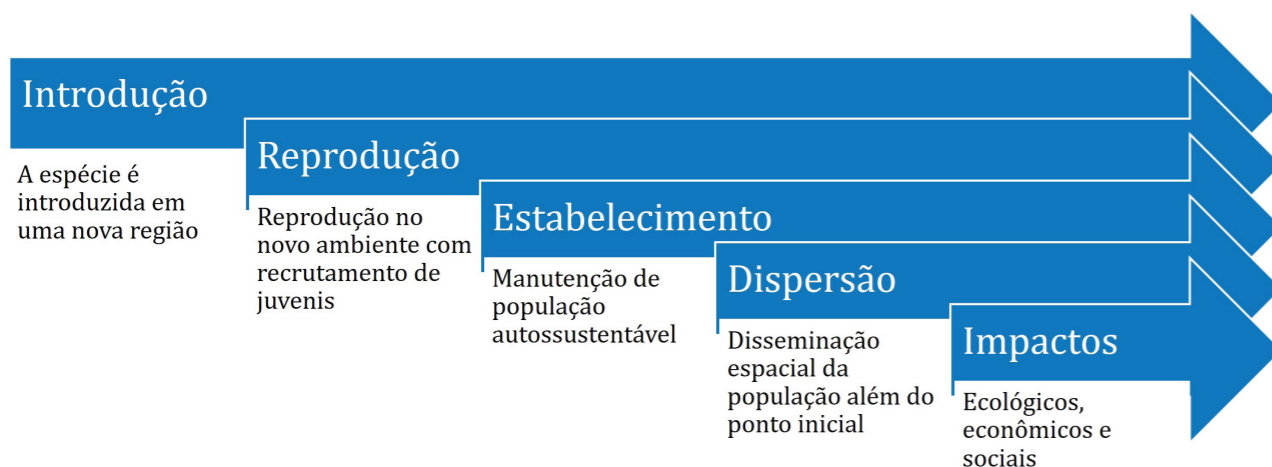 Introdução
A espécie é
introduzida em
uma nova região
Reprodução
Reprodução no
novo ambiente com
recrutamento de
juvenis
Estabelecimento
Manutenção de
população
autossustentável
Dispersão
Disseminação
espacial da
população além do
ponto inicial
Impactos
Ecológicos,
econômicos e
sociais